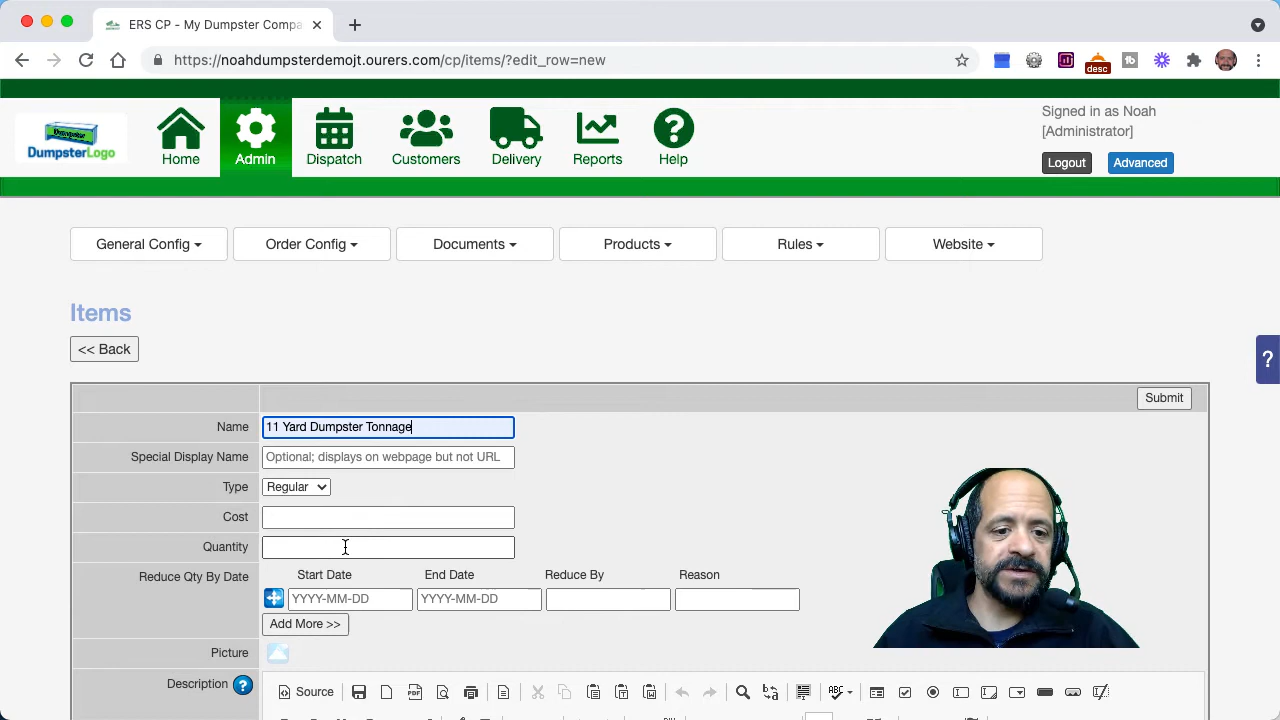 ERS CP - My Dumpster Compa
https://noahdumpsterdemojt.ourers.com/cp/items/?edit_row=new
desc
Dumpster
DumpsterLogo
Home
Admin
Dispatch
Customers
Delivery
Reports
Help
Signed in as Noah
[Administrator]
Logout
Advanced
General Config
Order Config
Documents
Products
Rules
Website
Items
<< Back
?
Submit
Name
11 Yard Dumpster Tonnage
Special Display Name
Optional; displays on webpage but not URL
Type
Regular
Cost
Quantity
Reduce Qty By Date
Start Date
End Date
Reduce By
Reason
YYYY-MM-DD
YYYY-MM-DD
Add More >>
Picture
Description
?
Source